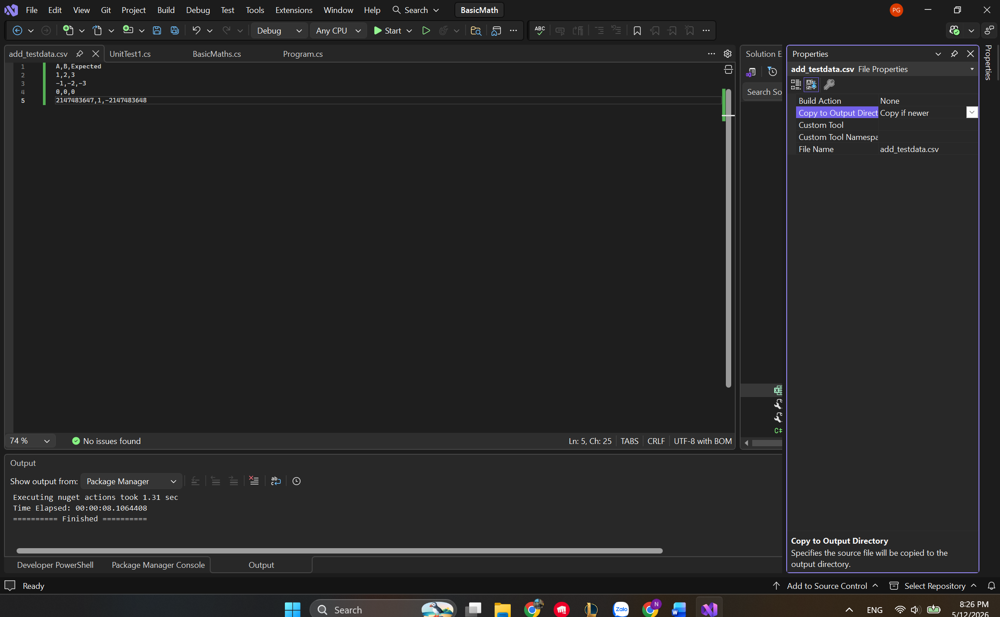 File Edit View Git Project Build Debug Test Tools Extensions Window Help Search BasicMath PG
Debug Any CPU Start ABC
add_testdata.csv UnitTest1.cs BasicMaths.cs Program.cs
1 A,B,Expected
2 1,2,3
3 -1,-2,-3
4 0,0,0
5 2147483647,1,-2147483648
74 % No issues found Ln: 5, Ch: 25 TABS CRLF UTF-8 with BOM
Solution E
Search So
C#
Properties
add_testdata.csv File Properties
Build Action None
Copy to Output Direct Copy if newer
Custom Tool
Custom Tool Namespa
File Name add_testdata.csv
Copy to Output Directory
Specifies the source file will be copied to the
output directory.
Properties
Output
Show output from: Package Manager
Executing nuget actions took 1.31 sec
Time Elapsed: 00:00:08.1064408
========== Finished ==========
Developer PowerShell Package Manager Console Output
Ready Add to Source Control Select Repository
Search Zalo N W ENG 8:26 PM
5/12/2026